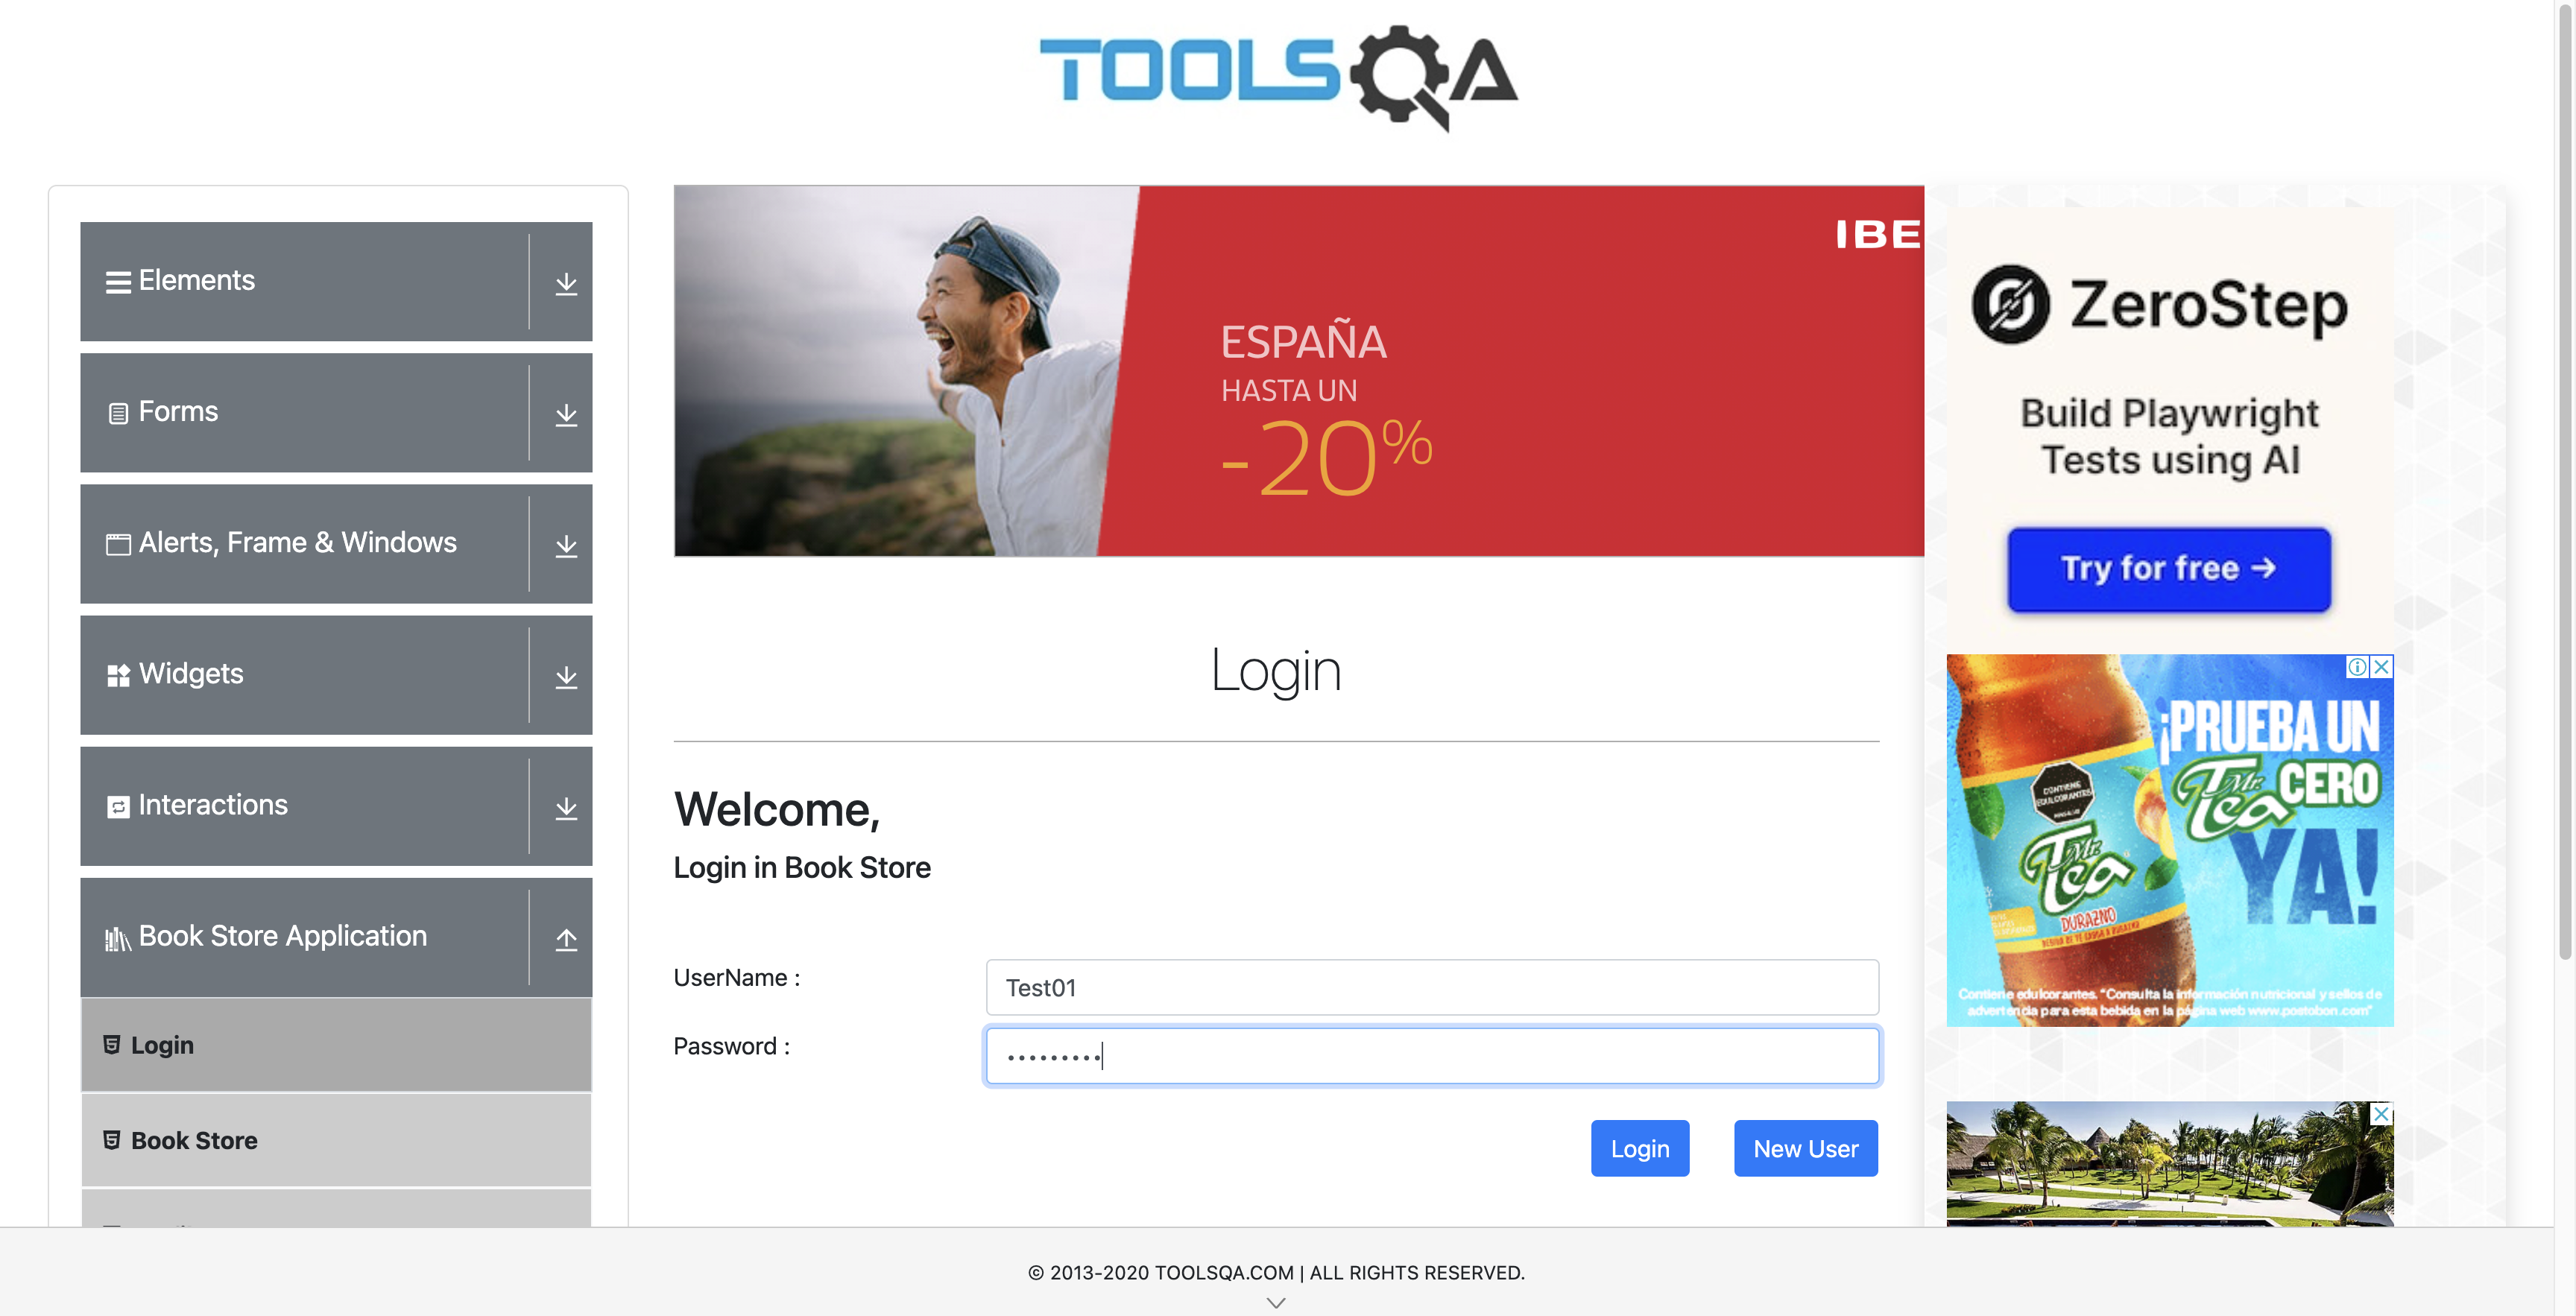 TOOLSQA
Elements
Forms
Alerts, Frame & Windows
Widgets
Interactions
Book Store Application
Login
Book Store
IBE
ESPAÑA
HASTA UN
-20%
Login
Welcome,
Login in Book Store
UserName :
Test01
Password :
•••••••••
Login
New User
ZeroStep
Build Playwright
Tests using AI
Try for free →
¡PRUEBA UN
Mr. Tea CERO
YA!
CONTIENE
EDULCORANTES
Mr. Tea
DURAZNO
Contiene edulcorantes. "Consulta la información nutricional y sellos de
advertencia para esta bebida en la página web www.postobon.com"
© 2013-2020 TOOLSQA.COM | ALL RIGHTS RESERVED.